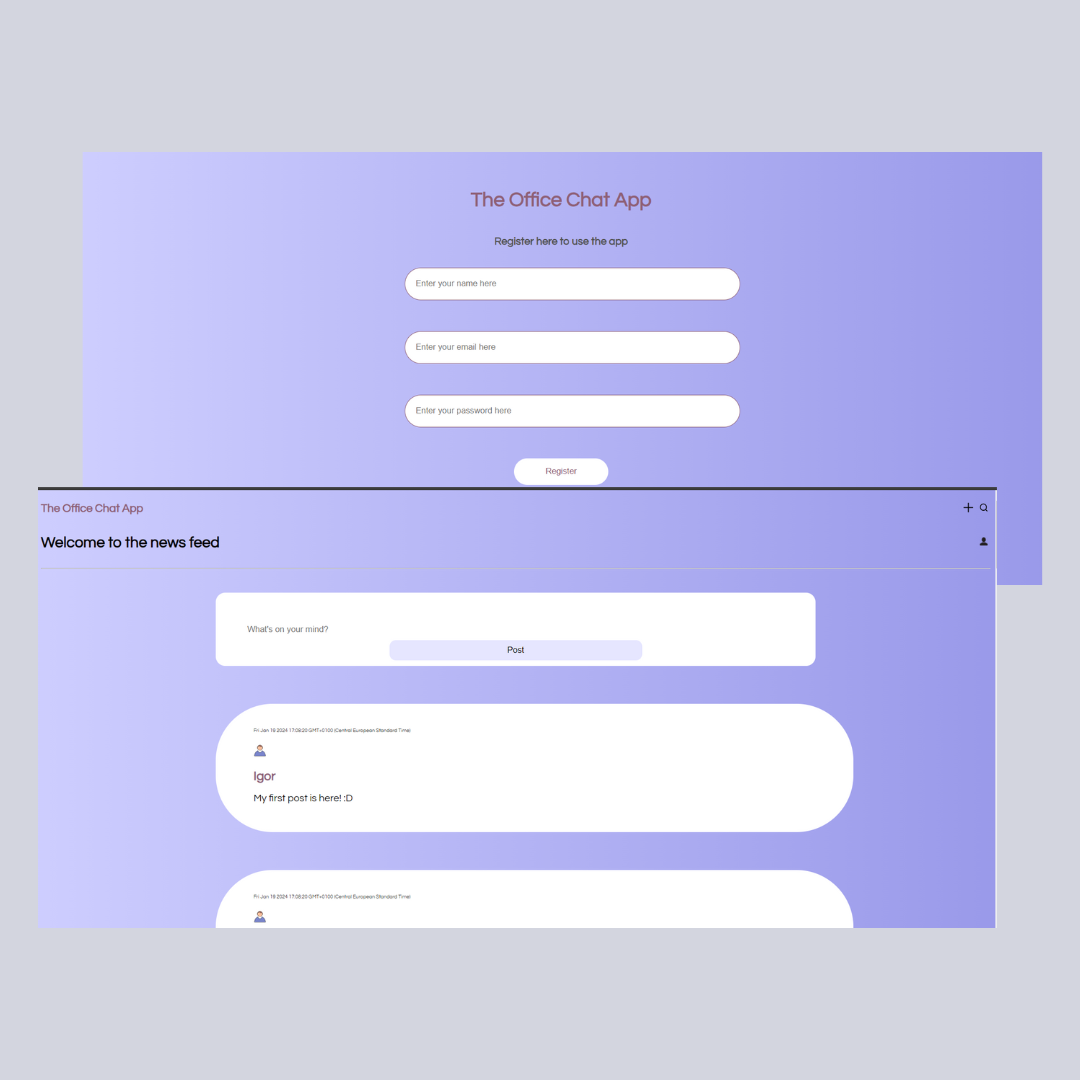 The Office Chat App
Register here to use the app
Enter your name here
Enter your email here
Enter your password here
Register
The Office Chat App
Welcome to the news feed
What's on your mind?
Post
Fri Jan 19 2024 17:08:20 GMT+0100 (Central European Standard Time)
Igor
My first post is here! :D
Fri Jan 19 2024 17:08:20 GMT+0100 (Central European Standard Time)